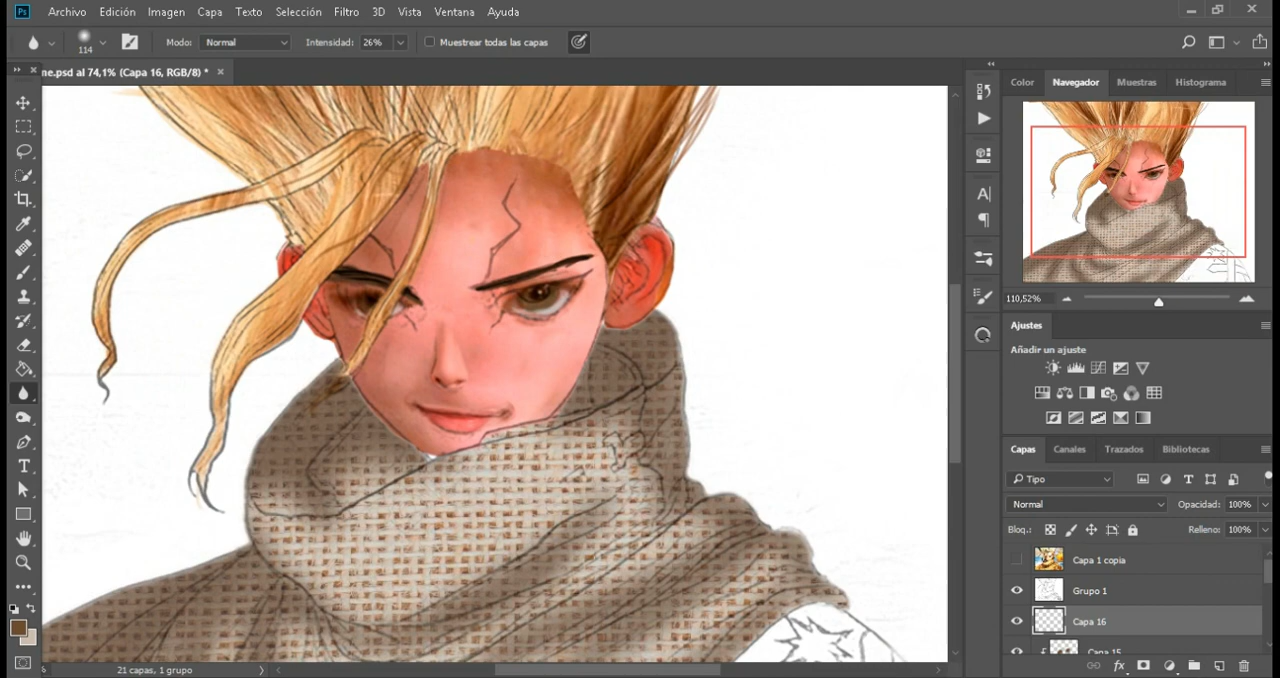 Ps Archivo Edición Imagen Capa Texto Selección Filtro 3D Vista Ventana Ayuda
114 Modo: Normal Intensidad: 26% Muestrear todas las capas
me.psd al 74,1% (Capa 16, RGB/8) *
Color Navegador Muestras Histograma
110,52%
Ajustes
Añadir un ajuste
Capas Canales Trazados Bibliotecas
Tipo
Normal Opacidad: 100%
Bloq.: Relleno: 100%
Capa 1 copia
Grupo 1
Capa 16
Capa 15
fx
21 capas, 1 grupo